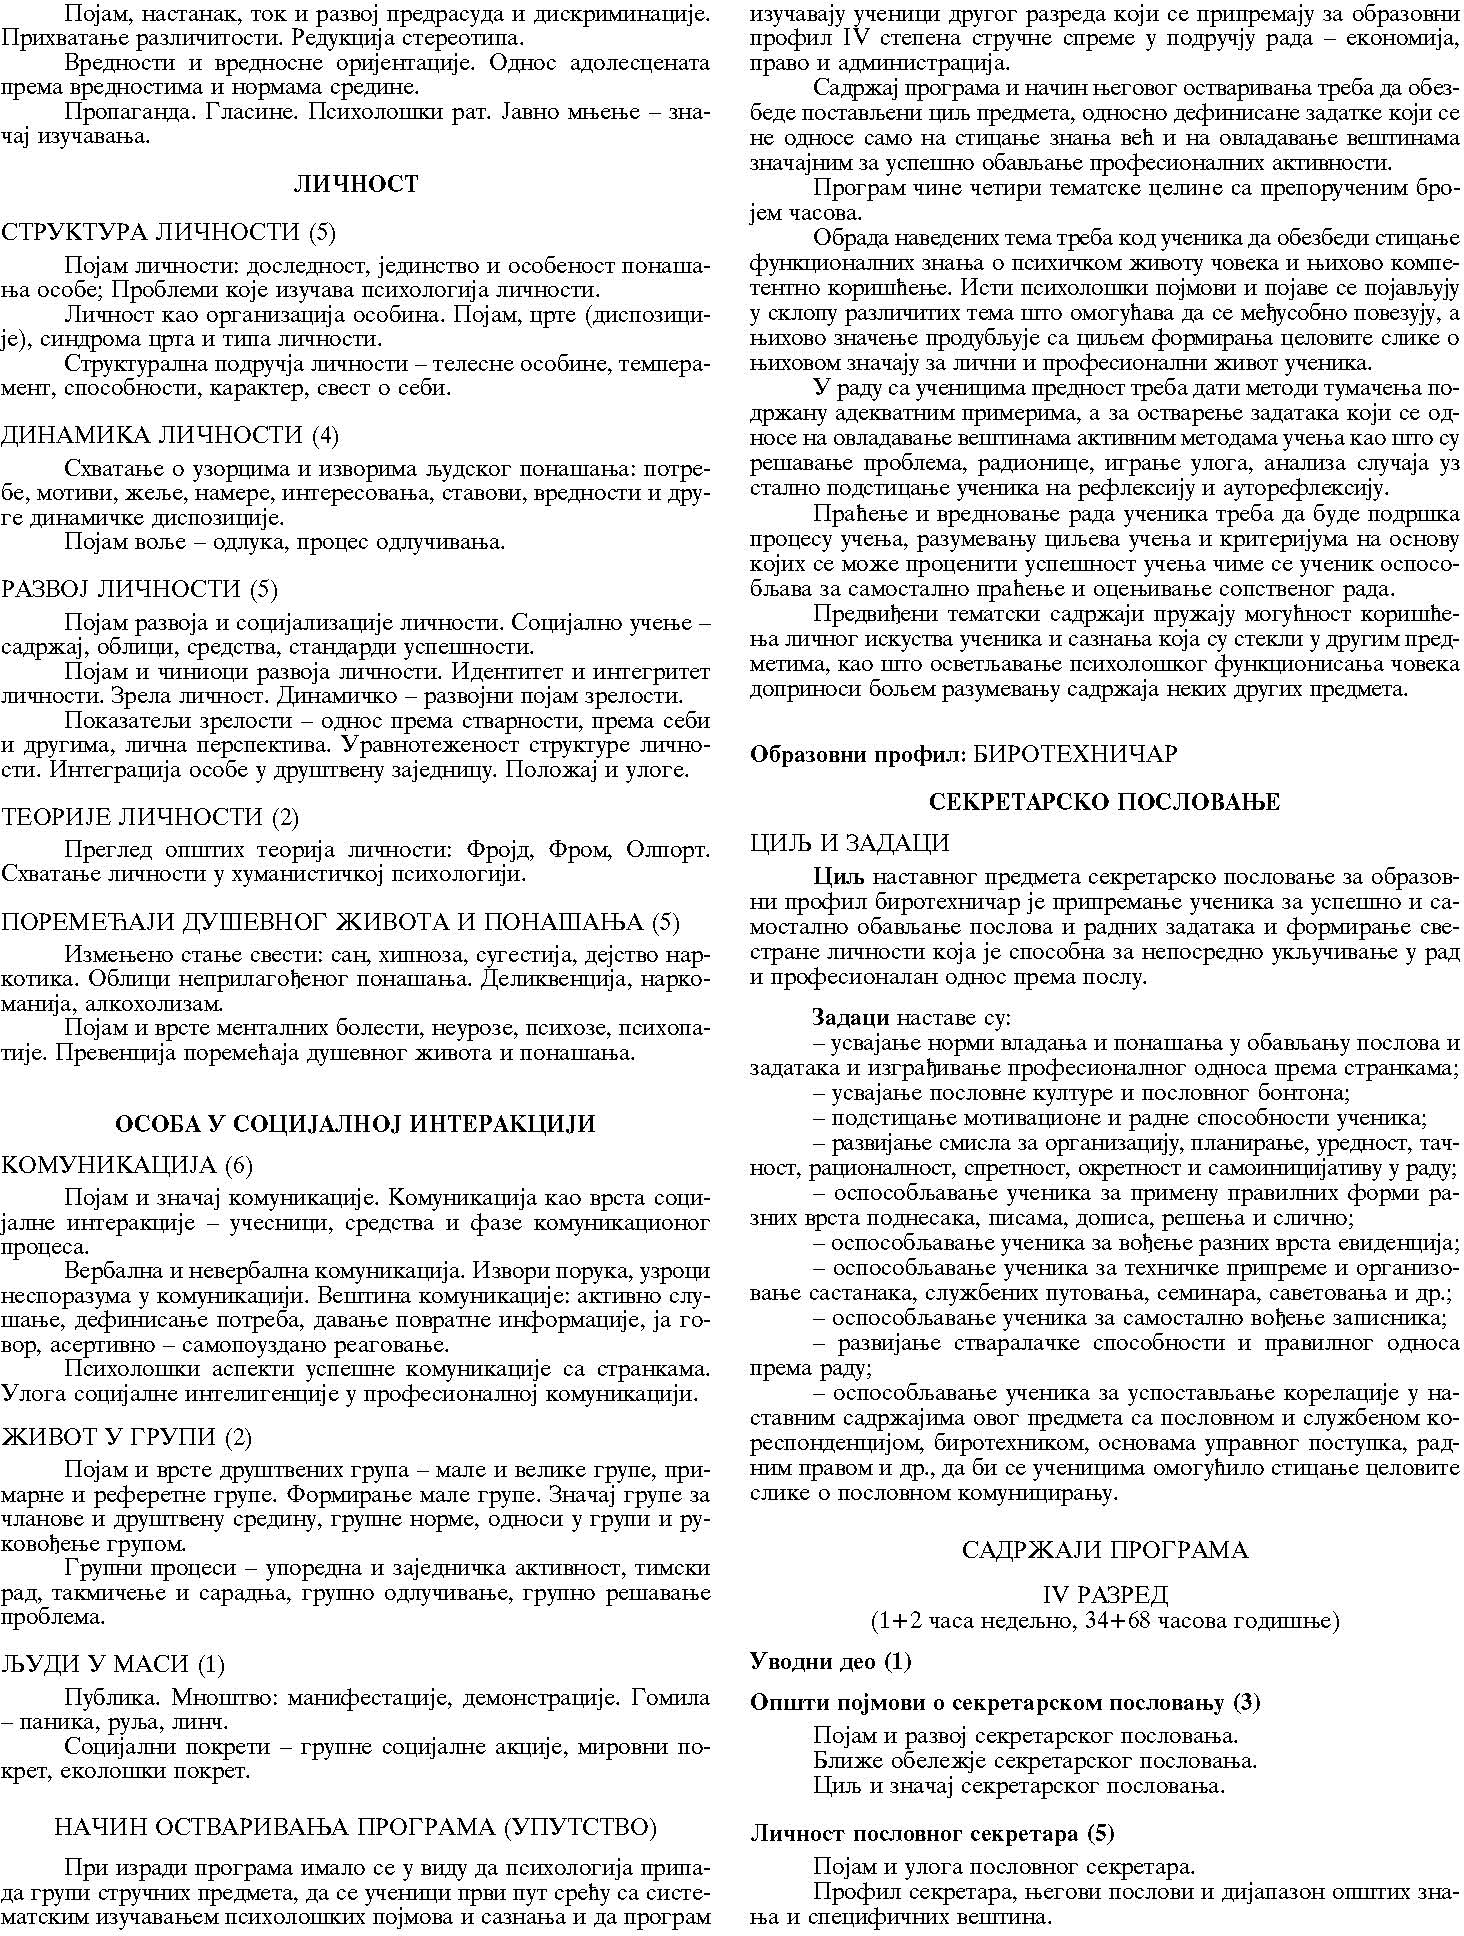 Појам, настанак, ток и развој предрасуда и дискриминације.
Прихватање различитости. Редукција стереотипа.
Вредности и вредносне оријентације. Однос адолесцената
према вредностима и нормама средине.
Пропаганда. Гласине. Психолошки рат. Јавно мњење – зна-
чај изучавања.
ЛИЧНОСТ
СТРУКТУРА ЛИЧНОСТИ (5)
Појам личности: доследност, јединство и особеност понаша-
ња особе; Проблеми које изучава психологија личности.
Личност као организација особина. Појам, црте (диспозици-
је), синдрома црта и типа личности.
Структурална подручја личности – телесне особине, темпера-
мент, способности, карактер, свест о себи.
ДИНАМИКА ЛИЧНОСТИ (4)
Схватање о узорцима и изворима људског понашања: потре-
бе, мотиви, жеље, намере, интересовања, ставови, вредности и дру-
ге динамичке диспозиције.
Појам воље – одлука, процес одлучивања.
РАЗВОЈ ЛИЧНОСТИ (5)
Појам развоја и социјализације личности. Социјално учење –
садржај, облици, средства, стандарди успешности.
Појам и чиниоци развоја личности. Идентитет и интегритет
личности. Зрела личност. Динамичко – развојни појам зрелости.
Показатељи зрелости – однос према стварности, према себи
и другима, лична перспектива. Уравнотеженост структуре лично-
сти. Интеграција особе у друштвену заједницу. Положај и улоге.
ТЕОРИЈЕ ЛИЧНОСТИ (2)
Преглед општих теорија личности: Фројд, Фром, Олпорт.
Схватање личности у хуманистичкој психологији.
ПОРЕМЕЋАЈИ ДУШЕВНОГ ЖИВОТА И ПОНАШАЊА (5)
Измењено стање свести: сан, хипноза, сугестија, дејство нар-
котика. Облици неприлагођеног понашања. Деликвенција, нарко-
манија, алкохолизам.
Појам и врсте менталних болести, неурозе, психозе, психопа-
тије. Превенција поремећаја душевног живота и понашања.
ОСОБА У СОЦИЈАЛНОЈ ИНТЕРАКЦИЈИ
КОМУНИКАЦИЈА (6)
Појам и значај комуникације. Комуникација као врста соци-
јалне интеракције – учесници, средства и фазе комуникационог
процеса.
Вербална и невербална комуникација. Извори порука, узроци
неспоразума у комуникацији. Вештина комуникације: активно слу-
шање, дефинисање потреба, давање повратне информације, ја го-
вор, асертивно – самопоуздано реаговање.
Психолошки аспекти успешне комуникације са странкама.
Улога социјалне интелигенције у професионалној комуникацији.
ЖИВОТ У ГРУПИ (2)
Појам и врсте друштвених група – мале и велике групе, при-
марне и реферетне групе. Формирање мале групе. Значај групе за
чланове и друштвену средину, групне норме, односи у групи и ру-
ковођење групом.
Групни процеси – упоредна и заједничка активност, тимски
рад, такмичење и сарадња, групно одлучивање, групно решавање
проблема.
ЉУДИ У МАСИ (1)
Публика. Мноштво: манифестације, демонстрације. Гомила
– паника, руља, линч.
Социјални покрети – групне социјалне акције, мировни по-
крет, еколошки покрет.
НАЧИН ОСТВАРИВАЊА ПРОГРАМА (УПУТСТВО)
При изради програма имало се у виду да психологија припа-
да групи стручних предмета, да се ученици први пут срећу са систе-
матским изучавањем психолошких појмова и сазнања и да програм
изучавају ученици другог разреда који се припремају за образовни
профил IV степена стручне спреме у подручју рада – економија,
право и администрација.
Садржај програма и начин његовог остваривања треба да обез-
беде постављени циљ предмета, односно дефинисане задатке који се
не односе само на стицање знања већ и на овладавање вештинама
значајним за успешно обављање професионалних активности.
Програм чине четири тематске целине са препорученим бро-
јем часова.
Обрада наведених тема треба код ученика да обезбеди стицање
функционалних знања о психичком животу човека и њихово компе-
тентно коришћење. Исти психолошки појмови и појаве се појављују
у склопу различитих тема што омогућава да се међусобно повезују, а
њихово значење продубљује са циљем формирања целовите слике о
њиховом значају за лични и професионални живот ученика.
У раду са ученицима предност треба дати методи тумачења по-
држану адекватним примерима, а за остварење задатака који се од-
носе на овладавање вештинама активним методама учења као што су
решавање проблема, радионице, играње улога, анализа случаја уз
стално подстицање ученика на рефлексију и ауторефлексију.
Праћење и вредновање рада ученика треба да буде подршка
процесу учења, разумевању циљева учења и критеријума на основу
којих се може проценити успешност учења чиме се ученик оспосо-
бљава за самостално праћење и оцењивање сопственог рада.
Предвиђени тематски садржаји пружају могућност коришће-
ња личног искуства ученика и сазнања која су стекли у другим пред-
метима, као што осветљавање психолошког функционисања човека
доприноси бољем разумевању садржаја неких других предмета.
Образовни профил: БИРОТЕХНИЧАР
СЕКРЕТАРСКО ПОСЛОВАЊЕ
ЦИЉ И ЗАДАЦИ
Циљ наставног предмета секретарско пословање за образов-
ни профил биротехничар је припремање ученика за успешно и са-
мостално обављање послова и радних задатака и формирање све-
стране личности која је способна за непосредно укључивање у рад
и професионалан однос према послу.
Задаци наставе су:
– усвајање норми владања и понашања у обављању послова и
задатака и изграђивање професионалног односа према странкама;
– усвајање пословне културе и пословног бонтона;
– подстицање мотивационе и радне способности ученика;
– развијање смисла за организацију, планирање, уредност, тач-
ност, рационалност, спретност, окретност и самоиницијативу у раду;
– оспособљавање ученика за примену правилних форми ра-
зних врста поднесака, писама, дописа, решења и слично;
– оспособљавање ученика за вођење разних врста евиденција;
– оспособљавање ученика за техничке припреме и организо-
вање састанака, службених путовања, семинара, саветовања и др.;
– оспособљавање ученика за самостално вођење записника;
– развијање стваралачке способности и правилног односа
према раду;
– оспособљавање ученика за успостављање корелације у на-
ставним садржајима овог предмета са пословном и службеном ко-
респонденцијом, биротехником, основама управног поступка, рад-
ним правом и др., да би се ученицима омогућило стицање целовите
слике о пословном комуницирању.
САДРЖАЈИ ПРОГРАМА
IV РАЗРЕД
(1+2 часа недељно, 34+68 часова годишње)
Уводни део (1)
Општи појмови о секретарском пословању (3)
Појам и развој секретарског пословања.
Ближе обележје секретарског пословања.
Циљ и значај секретарског пословања.
Личност пословног секретара (5)
Појам и улога пословног секретара.
Профил секретара, његови послови и дијапазон општих зна-
ња и специфичних вештина.